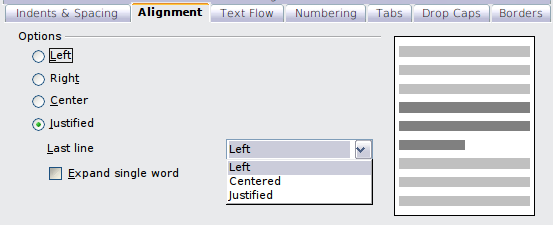 Indents & Spacing Alignment Text Flow Numbering Tabs Drop Caps Borders
Options
Left
Right
Center
Justified
Last line Left
Left
Expand single word
Centered
Justified